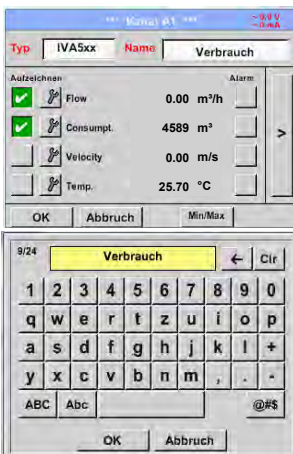 *** Kanal A1 ***
Typ IVA5xx Name Verbrauch
Aufzeichnen Alarm
Flow 0.00 m³/h
Consumpt. 4589 m³
Velocity 0.00 m/s
Temp. 25.70 °C
>
OK Abbruch Min/Max
9/24 Verbrauch ← Clr
1 2 3 4 5 6 7 8 9 0
q w e r t z u i o p
a s d f g h j k l +
y x c v b n m , . -
ABC Abc @#$
OK Abbruch